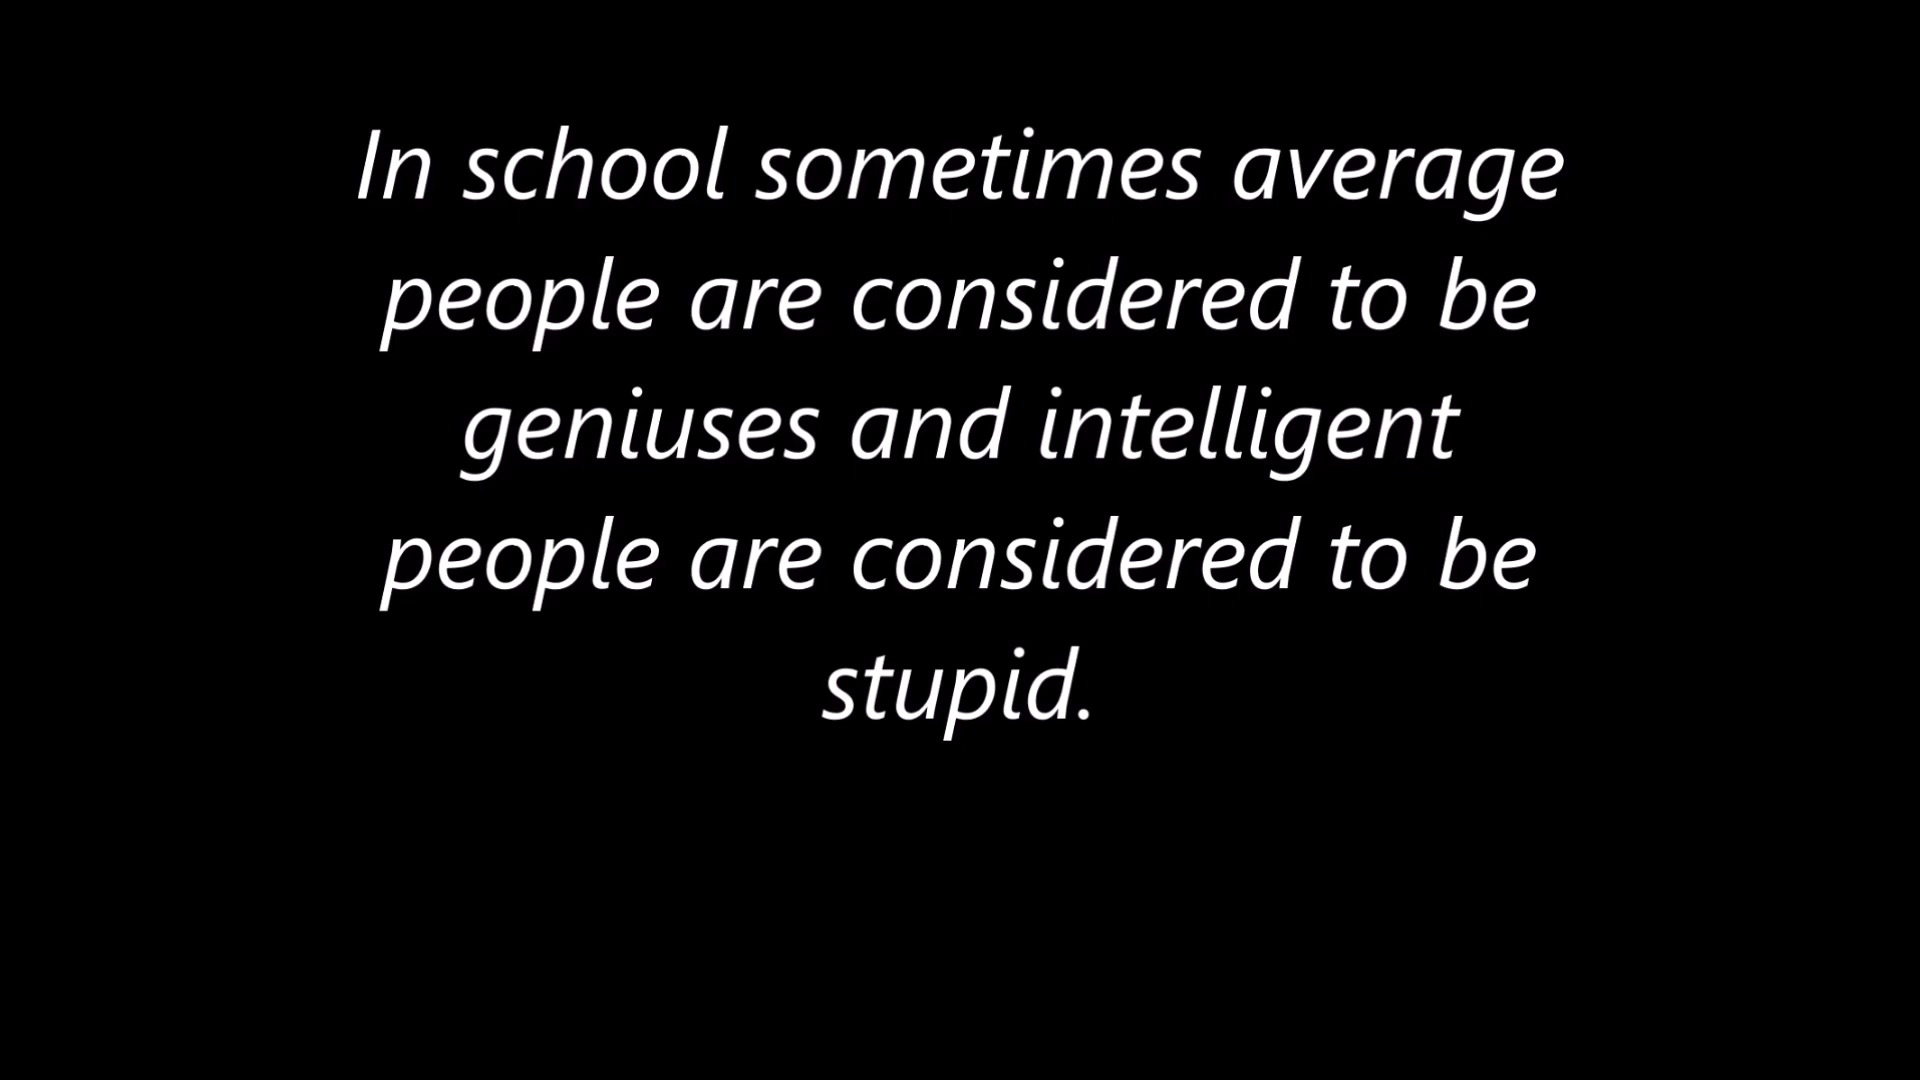 In school sometimes average
people are considered to be
geniuses and intelligent
people are considered to be
stupid.